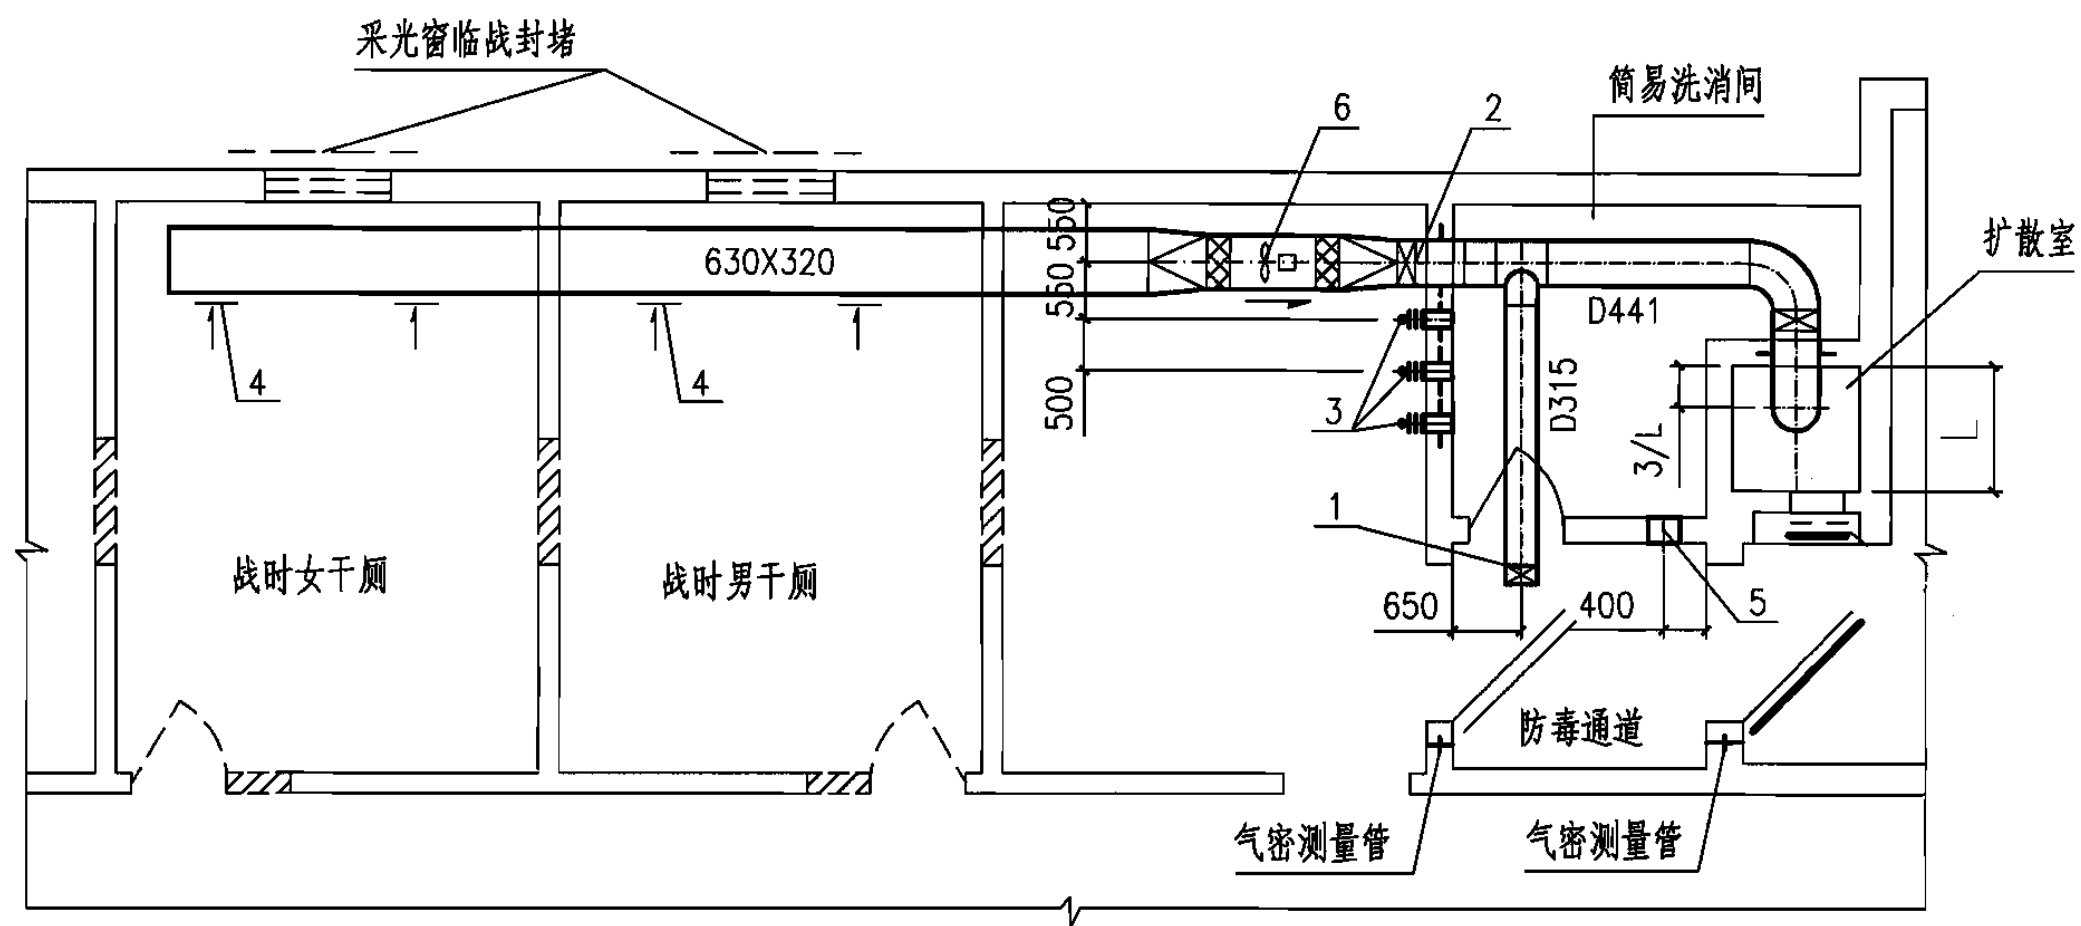 采光窗临战封堵
简易洗消间
6
2
扩散室
550
630X320
550
D441
4
4
500
3
D315
3/L
L
1
战时女干厕
战时男干厕
650
400
5
防毒通道
气密测量管
气密测量管